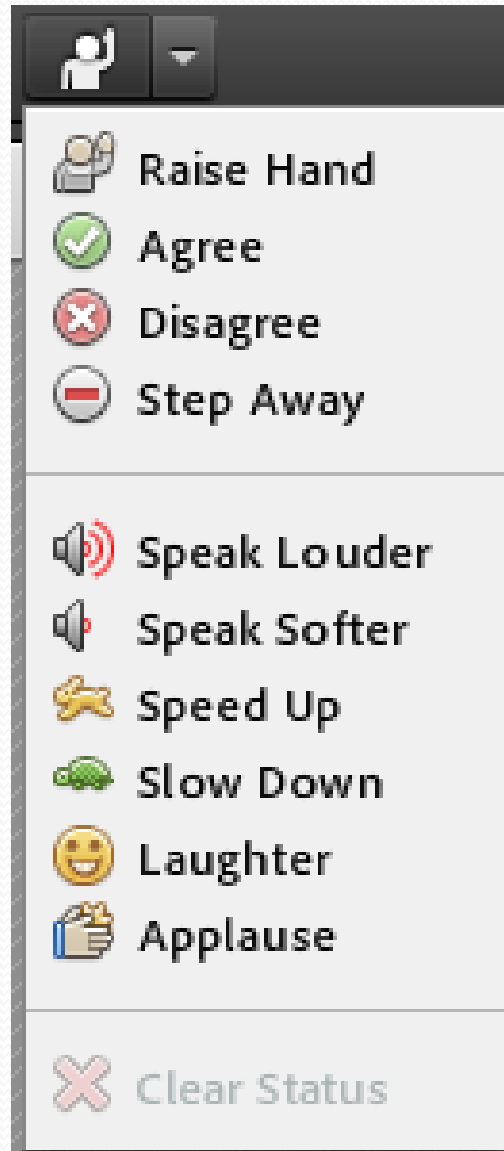 Raise Hand
Agree
Disagree
Step Away
Speak Louder
Speak Softer
Speed Up
Slow Down
Laughter
Applause
Clear Status